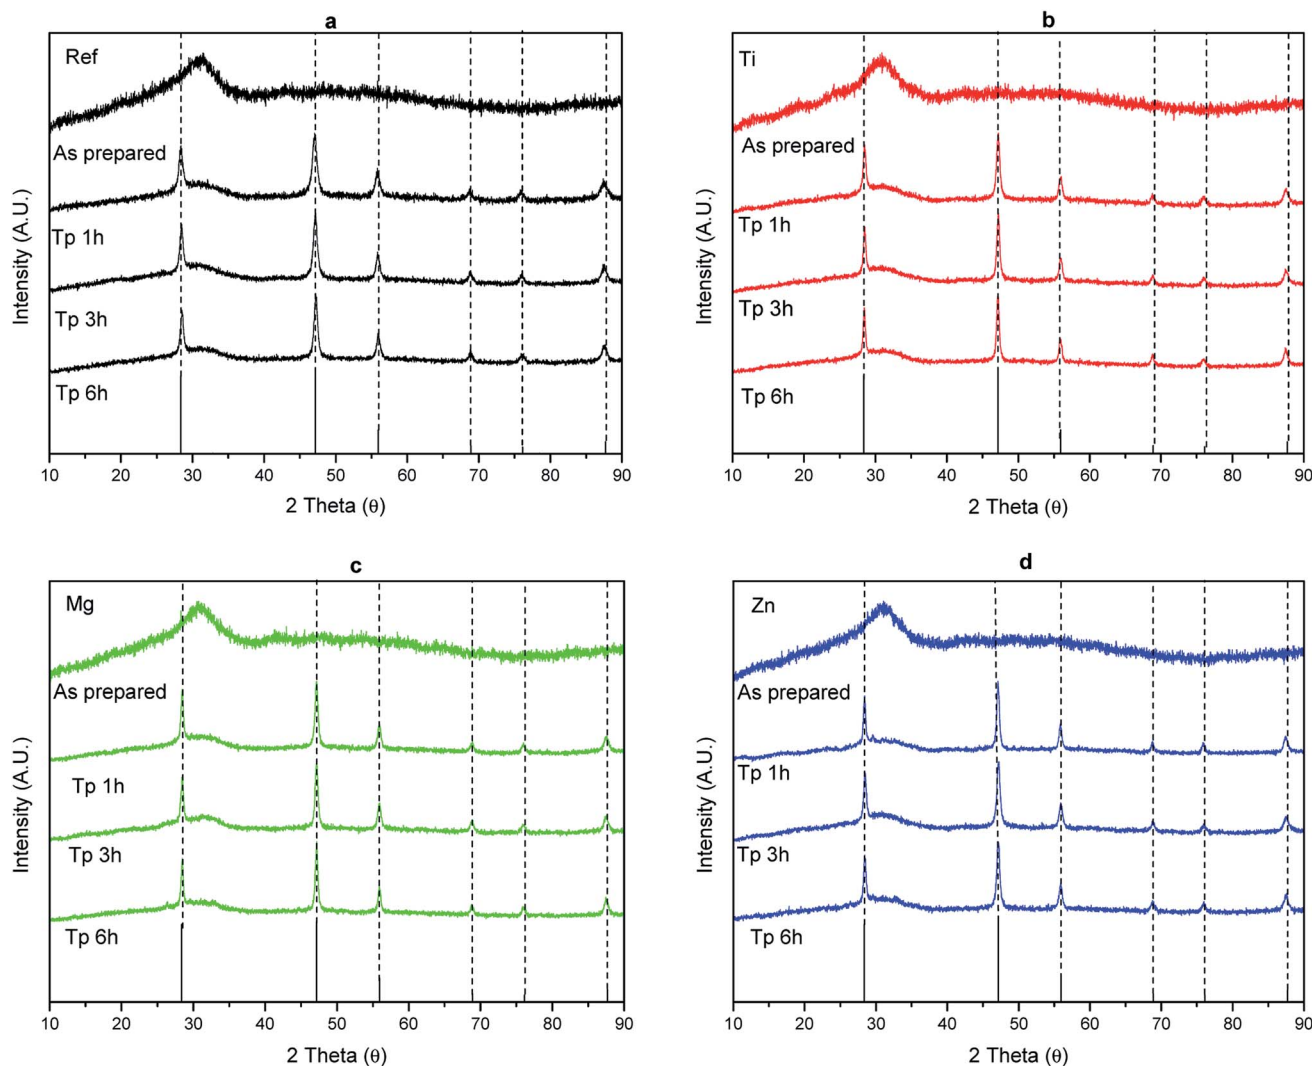 a
Ref
As prepared
Tp 1h
Tp 3h
Tp 6h
Intensity (A.U.)
10 20 30 40 50 60 70 80 90
2 Theta (θ)
b
Ti
As prepared
Tp 1h
Tp 3h
Tp 6h
Intensity (A.U.)
10 20 30 40 50 60 70 80 90
2 Theta (θ)
c
Mg
As prepared
Tp 1h
Tp 3h
Tp 6h
Intensity (A.U.)
10 20 30 40 50 60 70 80 90
2 Theta (θ)
d
Zn
As prepared
Tp 1h
Tp 3h
Tp 6h
Intensity (A.U.)
10 20 30 40 50 60 70 80 90
2 Theta (θ)